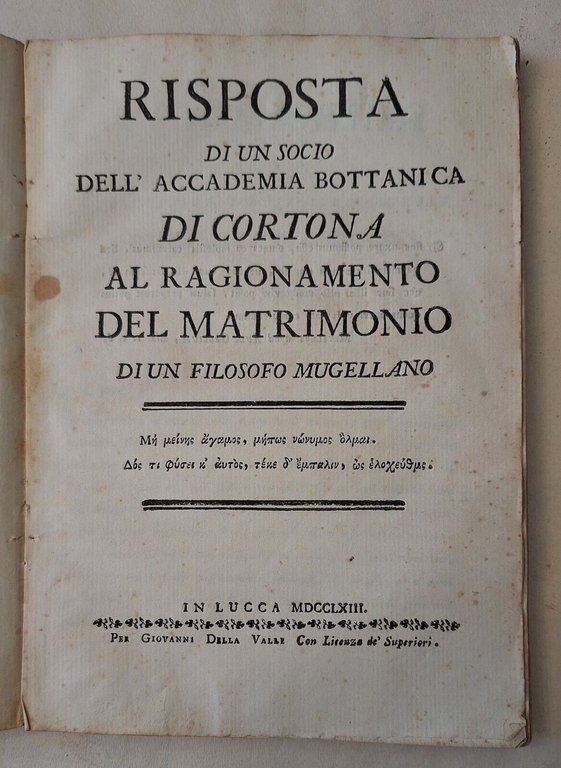 RISPOSTA
DI UN SOCIO
DELL' ACCADEMIA BOTTANICA
DI CORTONA
AL RAGIONAMENTO
DEL MATRIMONIO
DI UN FILOSOFO MUGELLANO
Μὴ μείνῃς ἄγαμος, μήπως νώνυμος ὄλμαι.
Δός τι φύσει κ' αὐτὸς, τέκε δ' ἔμπαλιν, ὡς ἐλοχεύθμς.
IN LUCCA MDCCLXIII.
PER GIOVANNI DELLA VALLE Con Licenza de' Superiori.